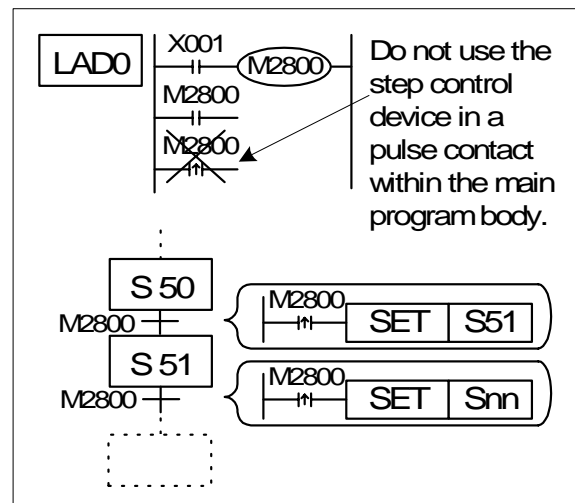 LAD0
X001
M2800
Do not use the
step control
device in a
pulse contact
within the main
program body.
M2800
M2800
S 50
M2800
M2800
SET S51
S 51
M2800
M2800
SET Snn